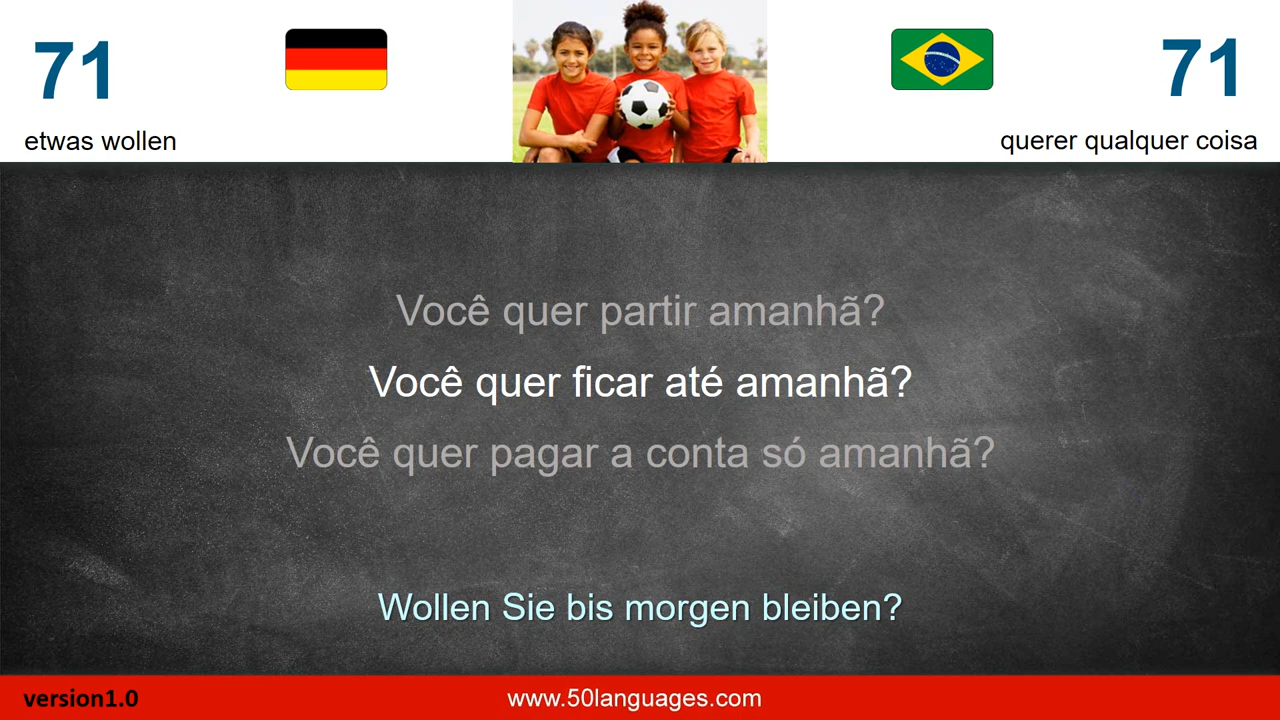 71
71
etwas wollen
querer qualquer coisa
Você quer partir amanhã?
Você quer ficar até amanhã?
Você quer pagar a conta só amanhã?
Wollen Sie bis morgen bleiben?
version1.0
www.50languages.com